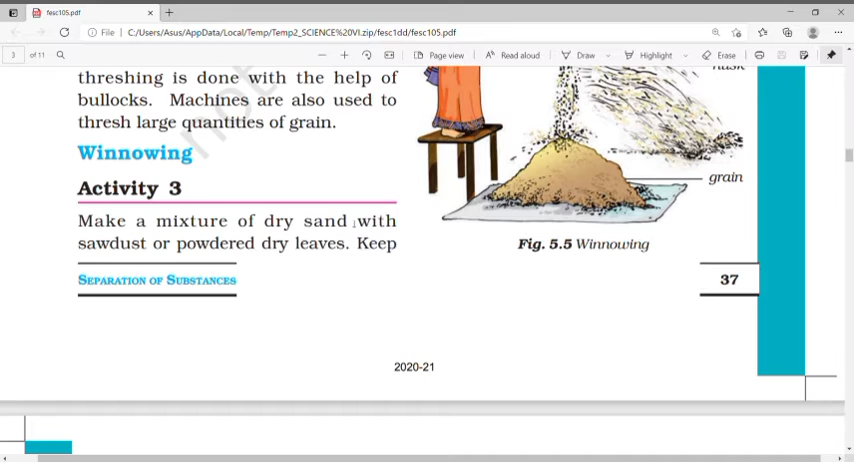 fesc105.pdf
File
C:/Users/Asus/AppData/Local/Temp/Temp2_SCIENCE%20VI.zip/fesc1dd/fesc105.pdf
3 of 11
Page view
Read aloud
Draw
Highlight
Erase
threshing is done with the help of
bullocks. Machines are also used to
thresh large quantities of grain.
Winnowing
Activity 3
Make a mixture of dry sand with
sawdust or powdered dry leaves. Keep
husk
grain
Fig. 5.5 Winnowing
SEPARATION OF SUBSTANCES
37
2020-21
not